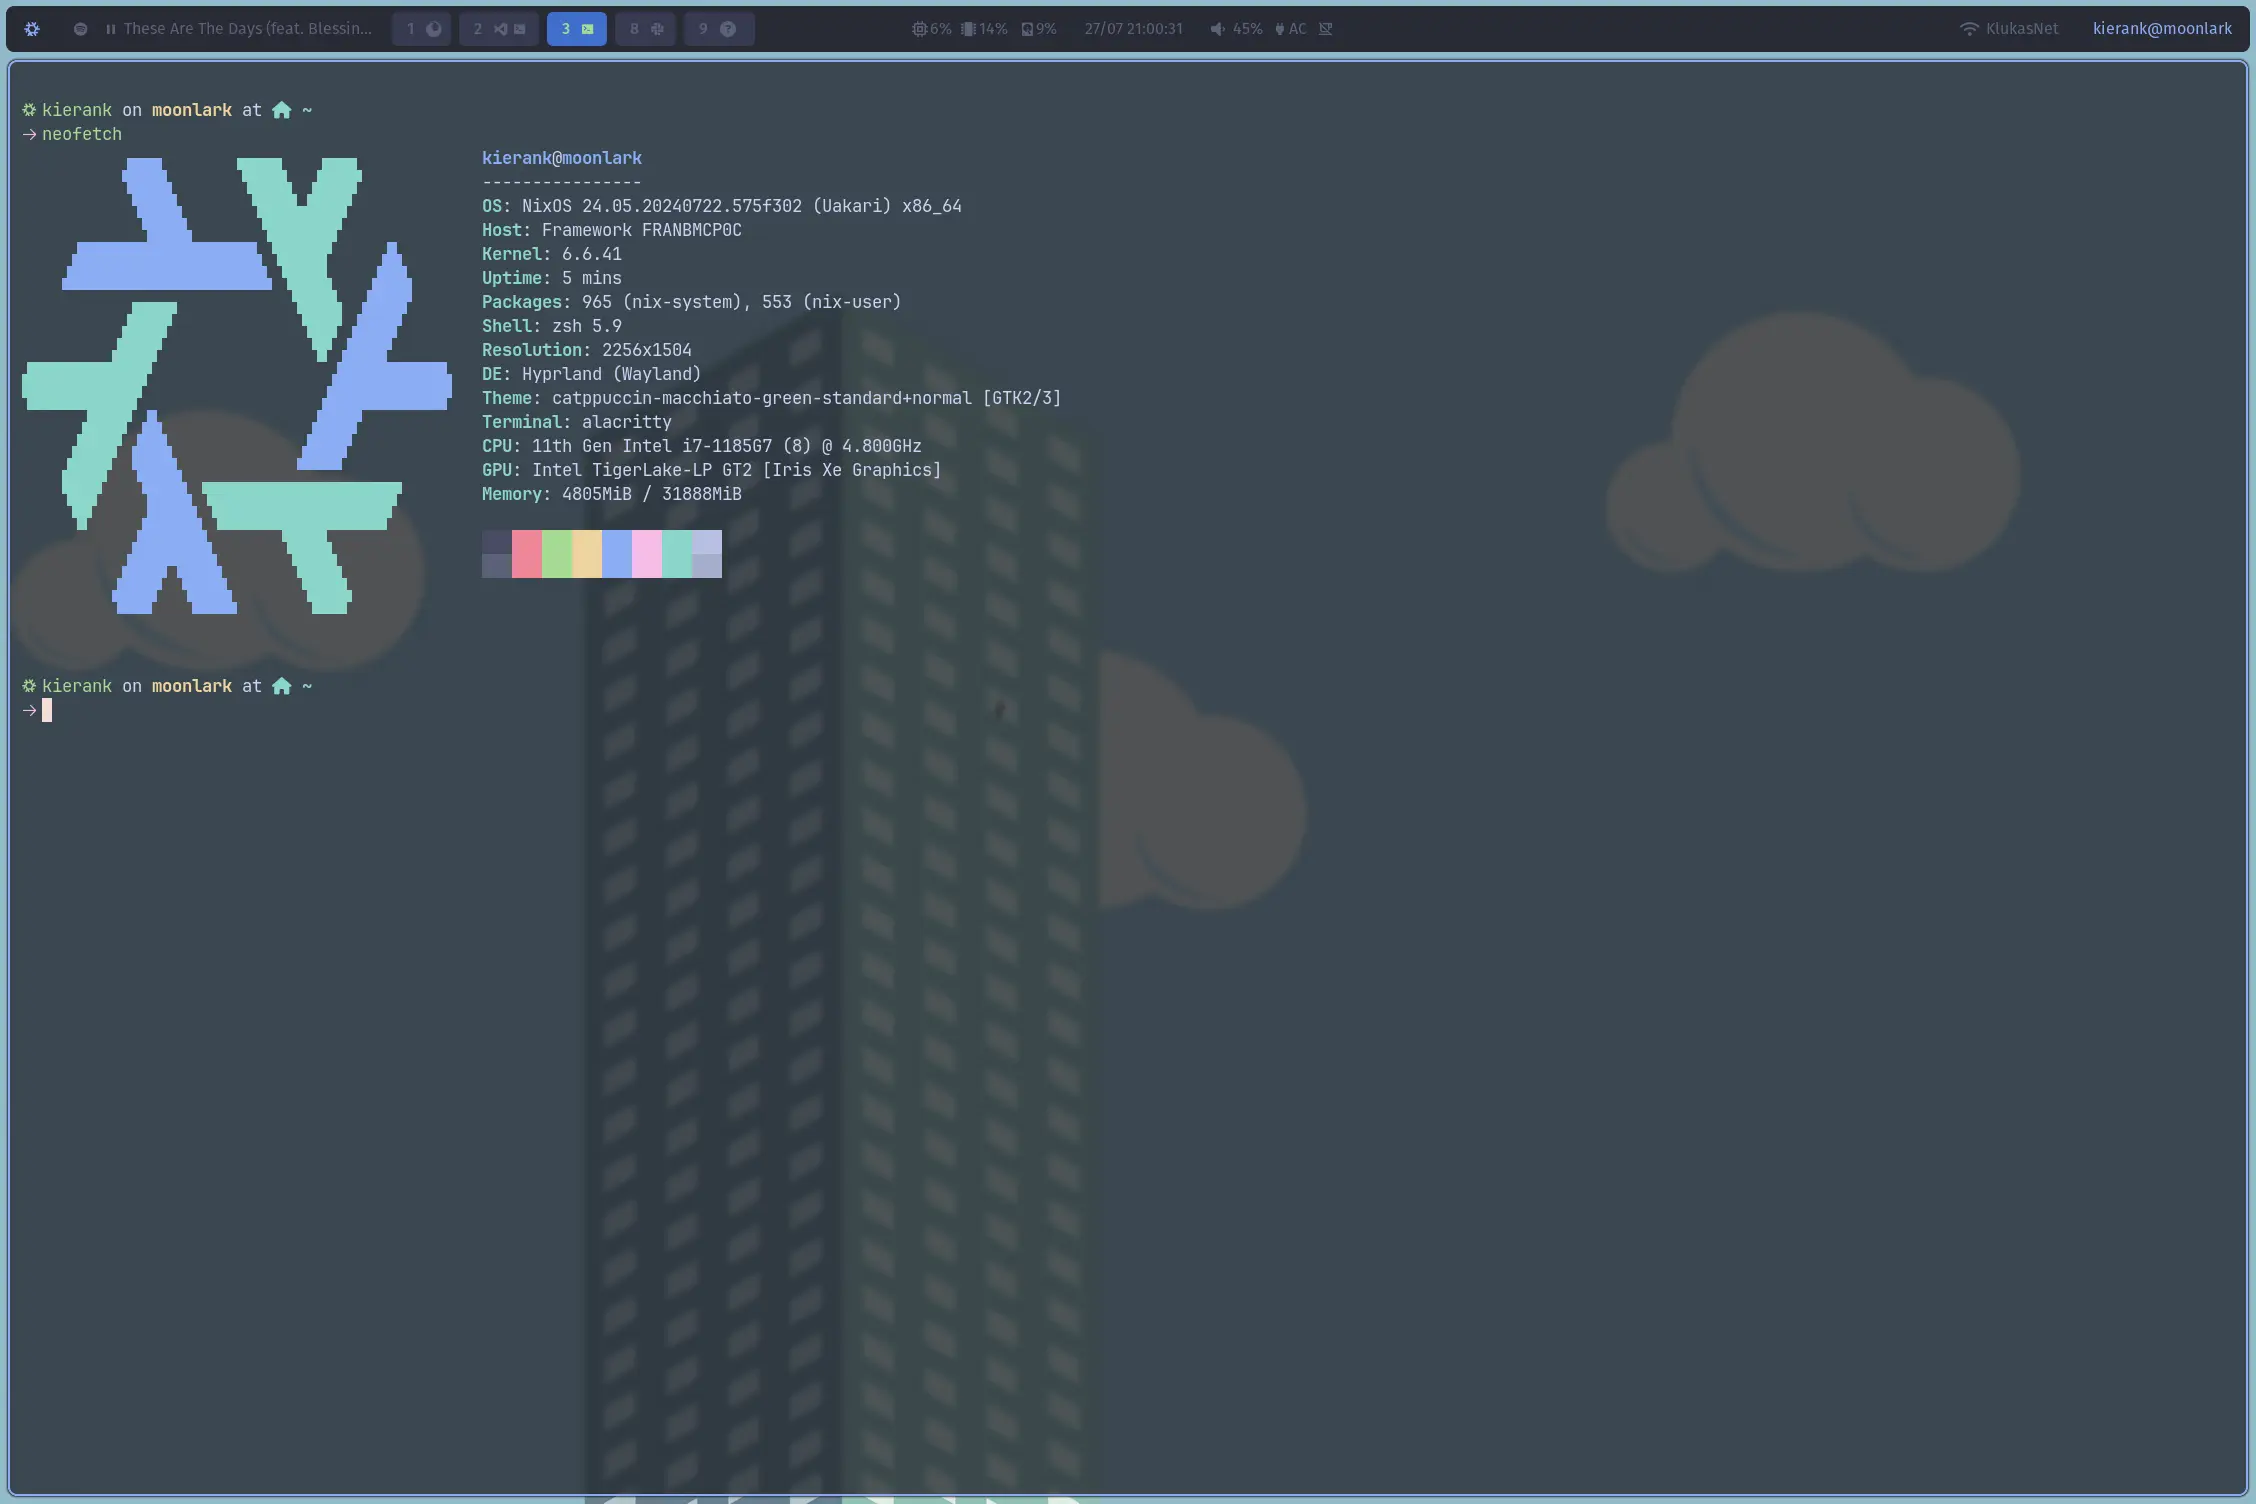 These Are The Days (feat. Blessin... 1 2 3 8 9 6% 14% 9% 27/07 21:00:31 45% AC KlukasNet kierank@moonlark
kierank on moonlark at ~
→ neofetch
kierank@moonlark
----------------
OS: NixOS 24.05.20240722.575f302 (Uakari) x86_64
Host: Framework FRANBMCP0C
Kernel: 6.6.41
Uptime: 5 mins
Packages: 965 (nix-system), 553 (nix-user)
Shell: zsh 5.9
Resolution: 2256x1504
DE: Hyprland (Wayland)
Theme: catppuccin-macchiato-green-standard+normal [GTK2/3]
Terminal: alacritty
CPU: 11th Gen Intel i7-1185G7 (8) @ 4.800GHz
GPU: Intel TigerLake-LP GT2 [Iris Xe Graphics]
Memory: 4805MiB / 31888MiB
kierank on moonlark at ~
→